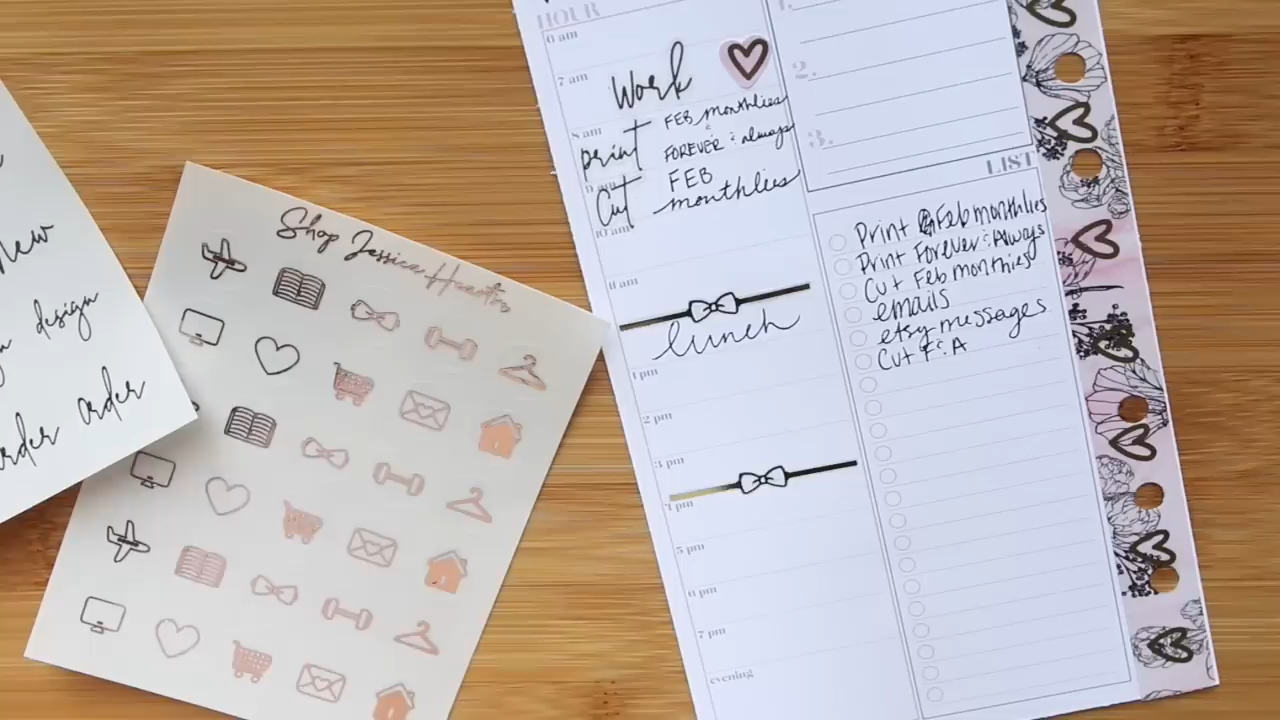 New
design
order order
Shop Jessica
HOUR
6 am
7 am
Work
8 am
print FEB monthlies
FOREVER & always
9 am
Cut FEB monthlies
10 am
11 am
lunch
1 pm
2 pm
3 pm
4 pm
5 pm
6 pm
7 pm
evening
1.
2.
3.
LIST
Print Feb monthlies
Print Forever & Always
Cut Feb monthlies
emails
etsy messages
Cut F & A